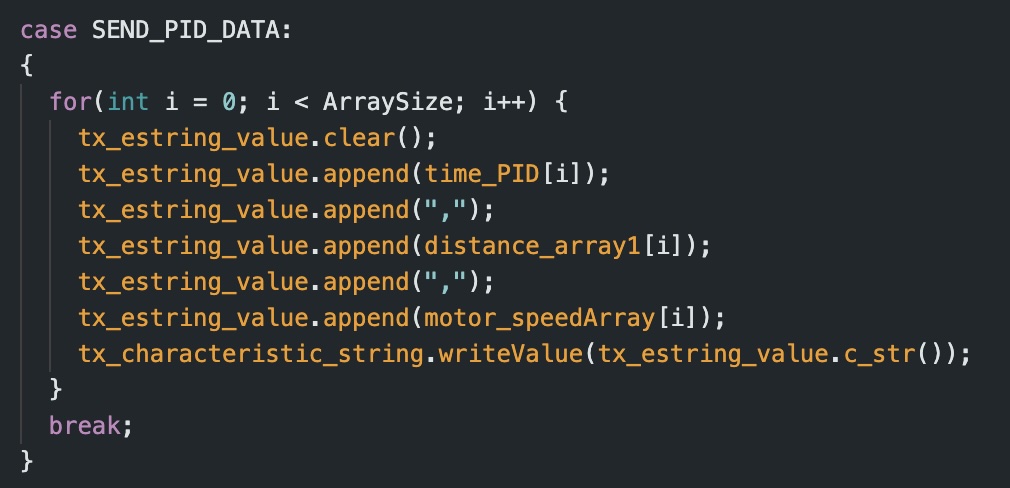 case SEND_PID_DATA:
{
  for(int i = 0; i < ArraySize; i++) {
    tx_estring_value.clear();
    tx_estring_value.append(time_PID[i]);
    tx_estring_value.append(",");
    tx_estring_value.append(distance_array1[i]);
    tx_estring_value.append(",");
    tx_estring_value.append(motor_speedArray[i]);
    tx_characteristic_string.writeValue(tx_estring_value.c_str());
  }
  break;
}